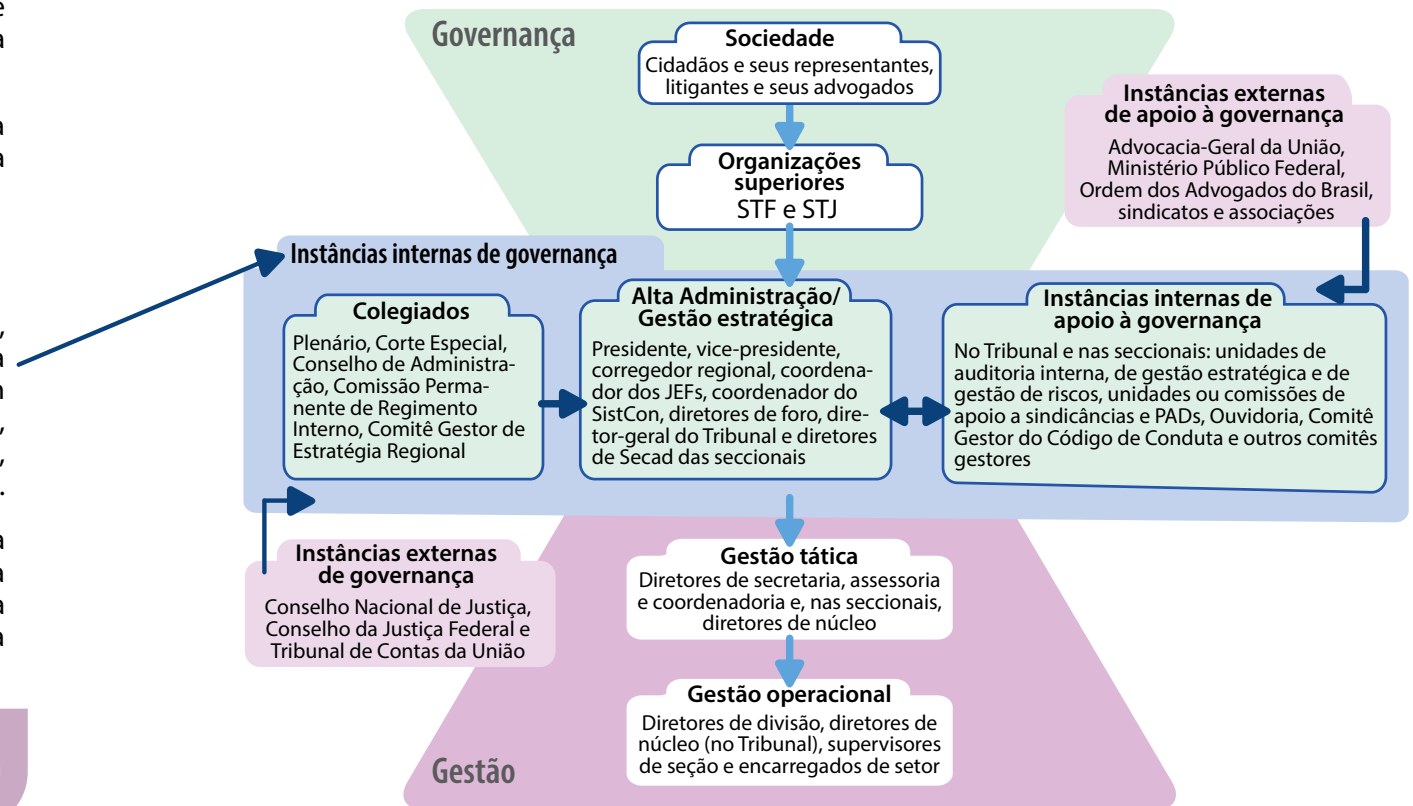 Governança
Sociedade
Cidadãos e seus representantes,
litigantes e seus advogados
Organizações
superiores
STF e STJ
Instâncias externas
de apoio à governança
Advocacia-Geral da União,
Ministério Público Federal,
Ordem dos Advogados do Brasil,
sindicatos e associações
Instâncias internas de governança
Colegiados
Plenário, Corte Especial,
Conselho de Administra-
ção, Comissão Perma-
nente de Regimento
Interno, Comitê Gestor de
Estratégia Regional
Alta Administração/
Gestão estratégica
Presidente, vice-presidente,
corregedor regional, coordena-
dor dos JEFs, coordenador do
SistCon, diretores de foro, dire-
tor-geral do Tribunal e diretores
de Secad das seccionais
Instâncias internas de
apoio à governança
No Tribunal e nas seccionais: unidades de
auditoria interna, de gestão estratégica e de
gestão de riscos, unidades ou comissões de
apoio a sindicâncias e PADs, Ouvidoria, Comitê
Gestor do Código de Conduta e outros comitês
gestores
Instâncias externas
de governança
Conselho Nacional de Justiça,
Conselho da Justiça Federal e
Tribunal de Contas da União
Gestão tática
Diretores de secretaria, assessoria
e coordenadoria e, nas seccionais,
diretores de núcleo
Gestão operacional
Diretores de divisão, diretores de
núcleo (no Tribunal), supervisores
de seção e encarregados de setor
Gestão